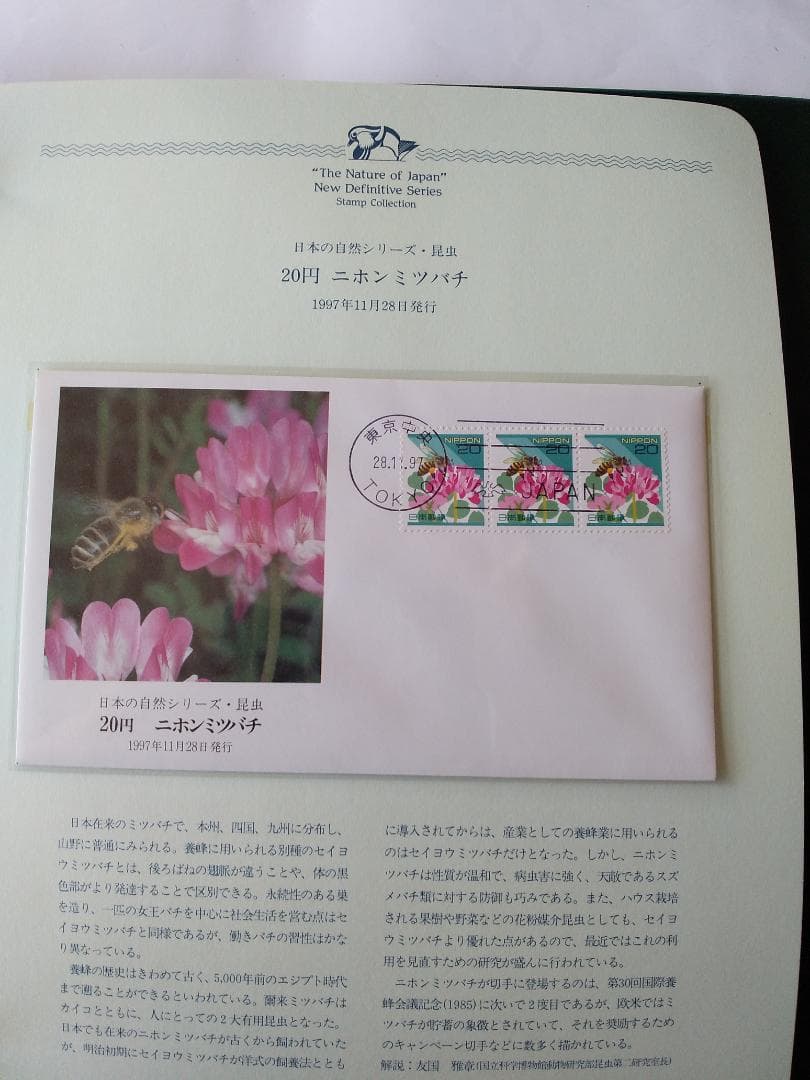 "The Nature of Japan"
New Definitive Series
Stamp Collection
日本の自然シリーズ・昆虫
20円 ニホンミツバチ
1997年11月28日発行
東京中央
28.11.97
TOKYO
JAPAN
NIPPON
20
日本郵便
NIPPON
20
日本郵便
NIPPON
20
日本郵便
日本の自然シリーズ・昆虫
20円 ニホンミツバチ
1997年11月28日発行
日本在来のミツバチで、本州、四国、九州に分布し、
山野に普通にみられる。養蜂に用いられる別種のセイヨ
ウミツバチとは、後ろばねの翅脈が違うことや、体の黒
色部がより発達することで区別できる。永続性のある巣
を造り、一匹の女王バチを中心に社会生活を営む点はセ
イヨウミツバチと同様であるが、働きバチの習性はかな
り異なっている。
養蜂の歴史はきわめて古く、5,000年前のエジプト時代
まで遡ることができるといわれている。爾来ミツバチは
カイコとともに、人にとっての2大有用昆虫となった。
日本でも在来のニホンミツバチが古くから飼われていた
が、明治初期にセイヨウミツバチが洋式の飼養法ととも
に導入されてからは、産業としての養蜂業に用いられる
のはセイヨウミツバチだけとなった。しかし、ニホンミ
ツバチは性質が温和で、病虫害に強く、天敵であるスズ
メバチ類に対する防御も巧みである。また、ハウス栽培
される果樹や野菜などの花粉媒介昆虫としても、セイヨ
ウミツバチより優れた点があるので、最近ではこれの利
用を見直すための研究が盛んに行われている。
ニホンミツバチが切手に登場するのは、第30回国際養
蜂会議記念(1985)に次いで2度目であるが、欧米ではミ
ツバチが貯蓄の象徴とされていて、それを奨励するため
のキャンペーン切手などに数多く描かれている。
解説：友国 雅章(国立科学博物館動物研究部昆虫第二研究室長)